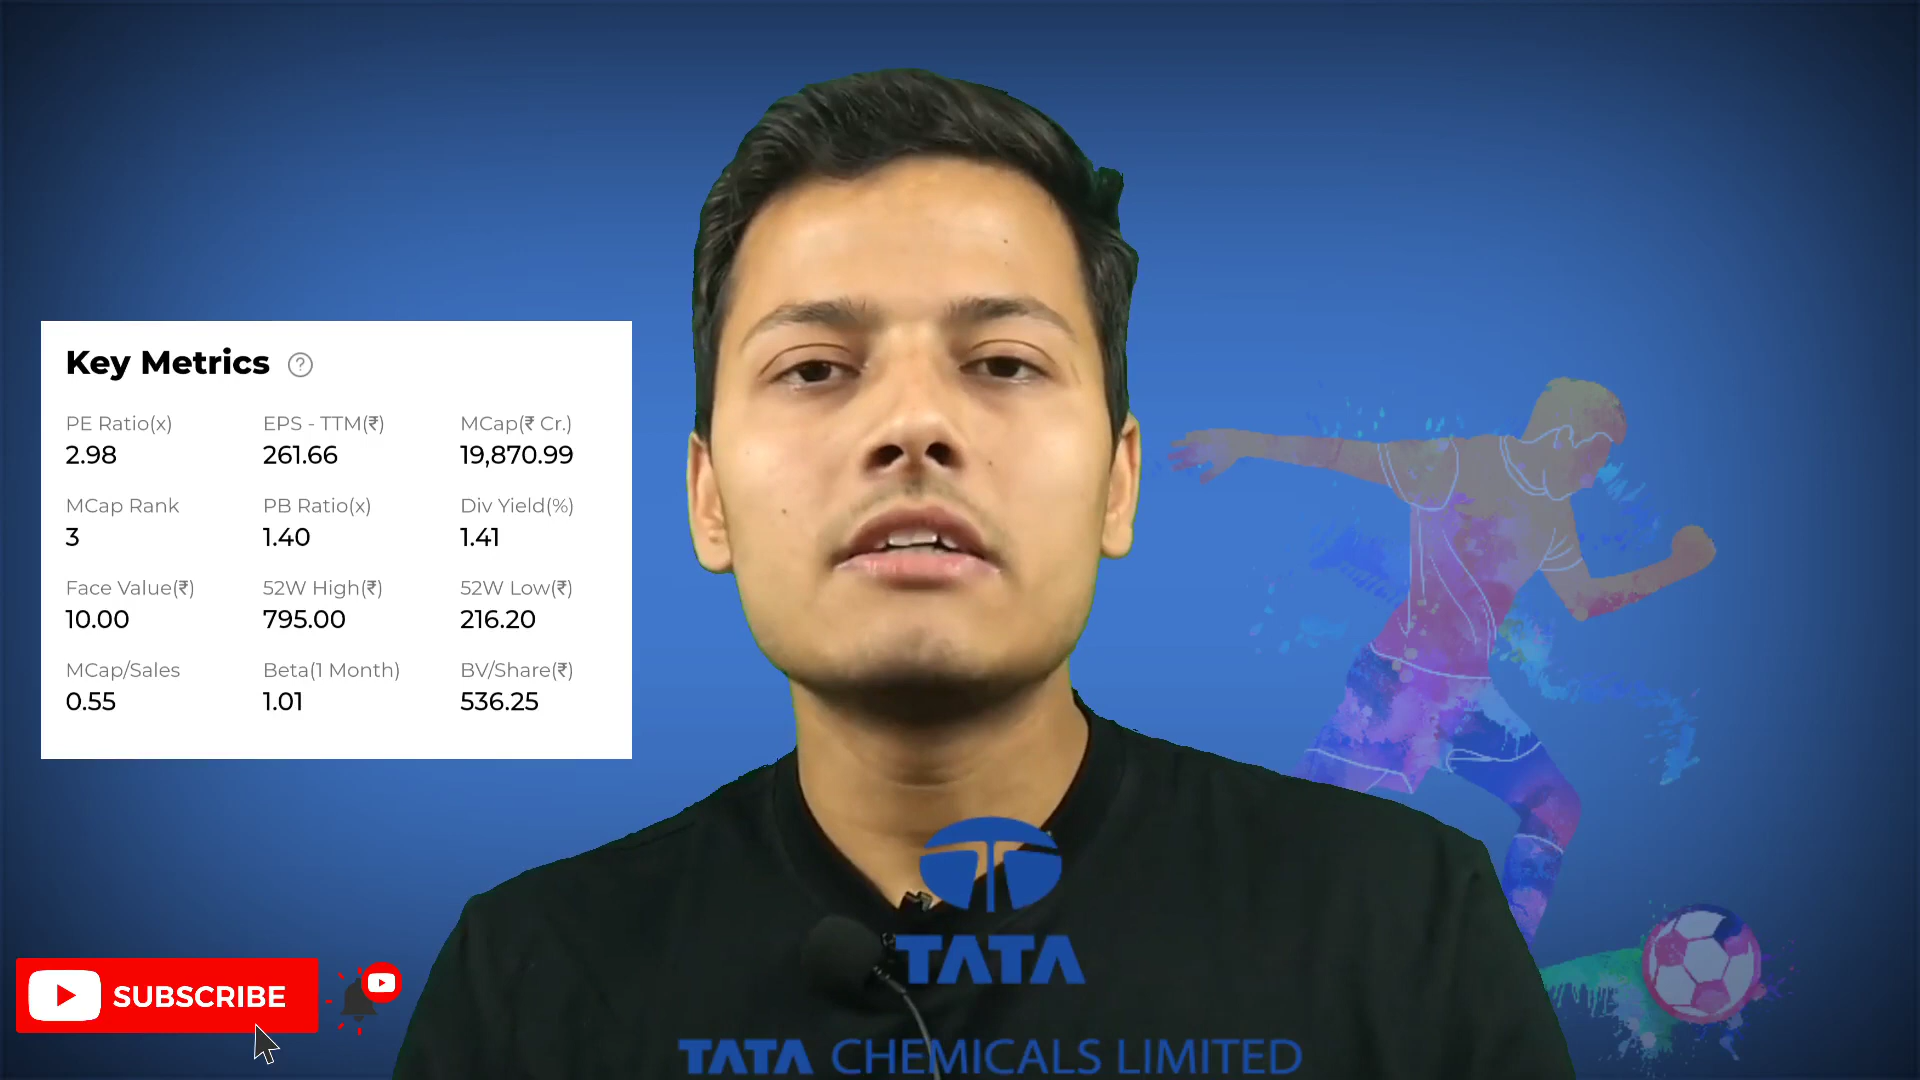 Key Metrics ?
PE Ratio(x) EPS - TTM(₹) MCap(₹ Cr.)
2.98 261.66 19,870.99
MCap Rank PB Ratio(x) Div Yield(%)
3 1.40 1.41
Face Value(₹) 52W High(₹) 52W Low(₹)
10.00 795.00 216.20
MCap/Sales Beta(1 Month) BV/Share(₹)
0.55 1.01 536.25
SUBSCRIBE
TATA
TATA CHEMICALS LIMITED